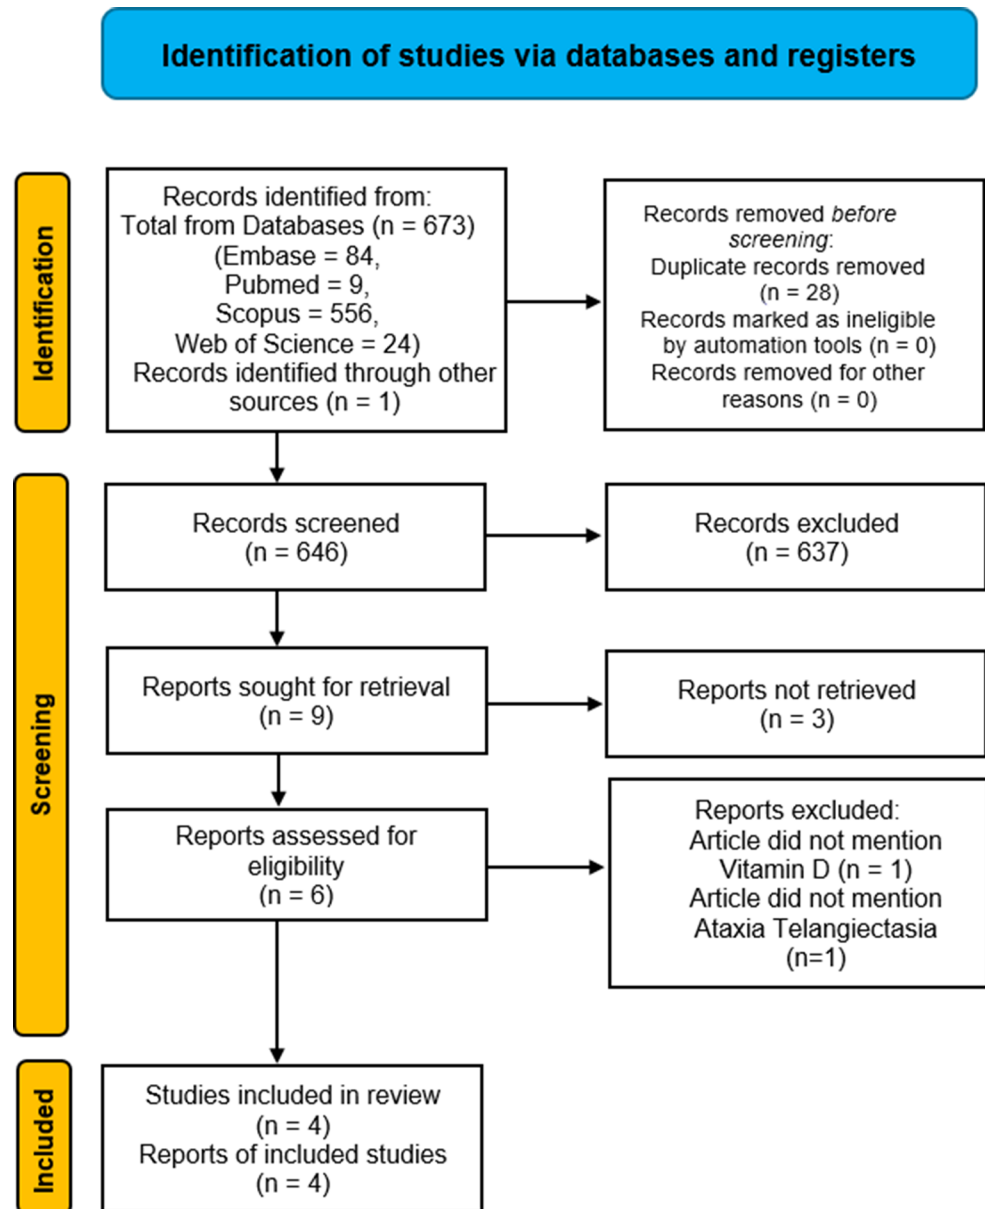 Identification of studies via databases and registers
Identification
Records identified from:
Total from Databases (n = 673)
(Embase = 84,
Pubmed = 9,
Scopus = 556,
Web of Science = 24)
Records identified through other
sources (n = 1)
Records removed before
screening:
Duplicate records removed
(n = 28)
Records marked as ineligible
by automation tools (n = 0)
Records removed for other
reasons (n = 0)
Screening
Records screened
(n = 646)
Records excluded
(n = 637)
Reports sought for retrieval
(n = 9)
Reports not retrieved
(n = 3)
Reports assessed for
eligibility
(n = 6)
Reports excluded:
Article did not mention
Vitamin D (n = 1)
Article did not mention
Ataxia Telangiectasia
(n=1)
Included
Studies included in review
(n = 4)
Reports of included studies
(n = 4)